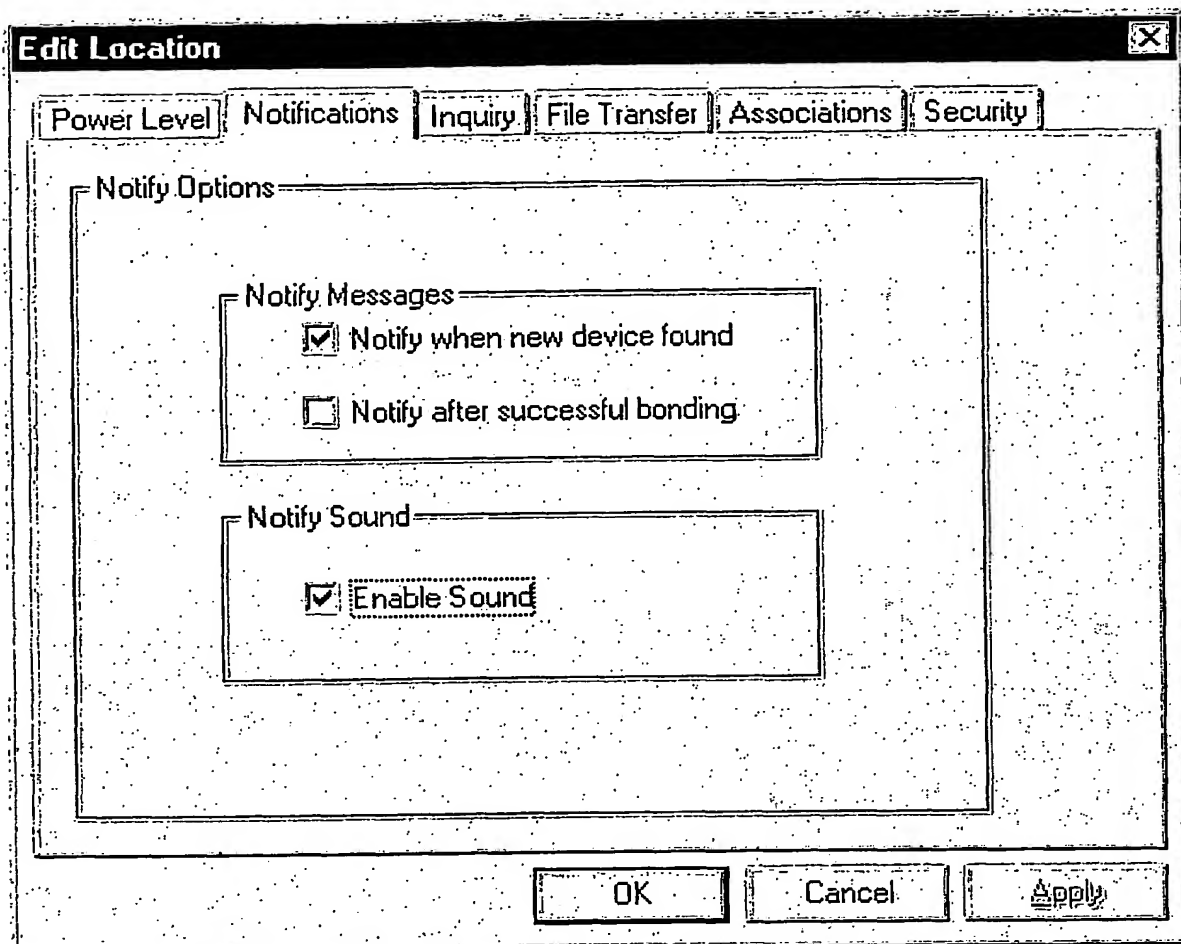 Edit Location
Power Level Notifications Inquiry File Transfer Associations Security
Notify Options
Notify Messages
Notify when new device found
Notify after successful bonding
Notify Sound
Enable Sound
OK Cancel Apply